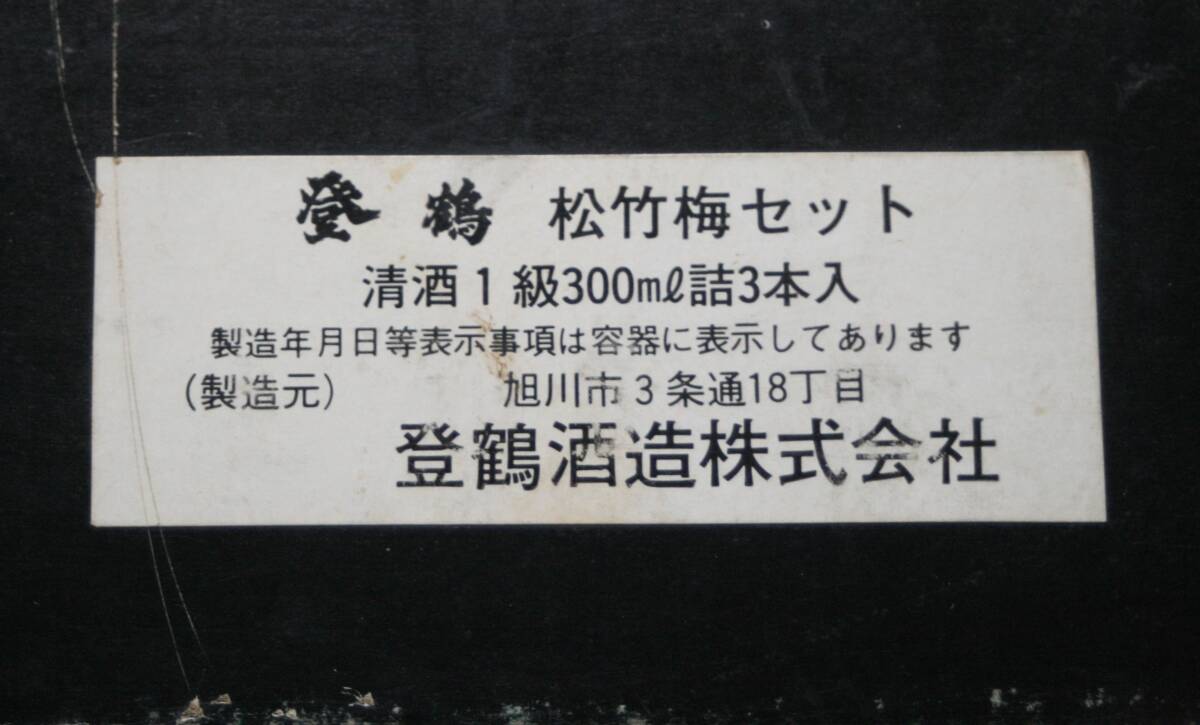 登鶴 松竹梅セット
清酒1級300mℓ詰3本入
製造年月日等表示事項は容器に表示してあります
(製造元) 旭川市3条通18丁目
登鶴酒造株式会社